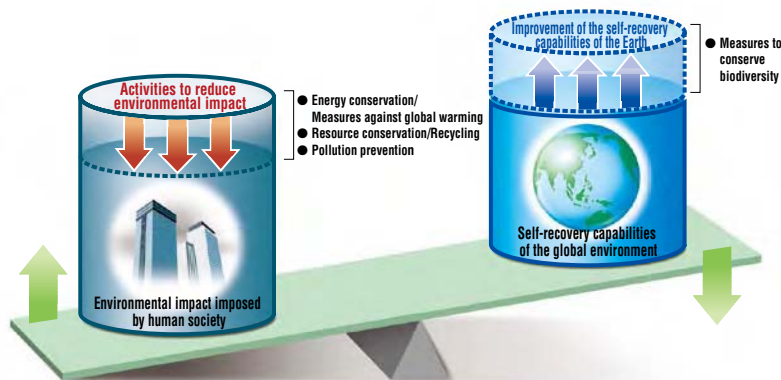 Activities to reduce
environmental impact
● Energy conservation/
Measures against global warming
● Resource conservation/Recycling
● Pollution prevention
Environmental impact imposed
by human society
Improvement of the self-recovery
capabilities of the Earth
● Measures to
conserve
biodiversity
Self-recovery capabilities
of the global environment